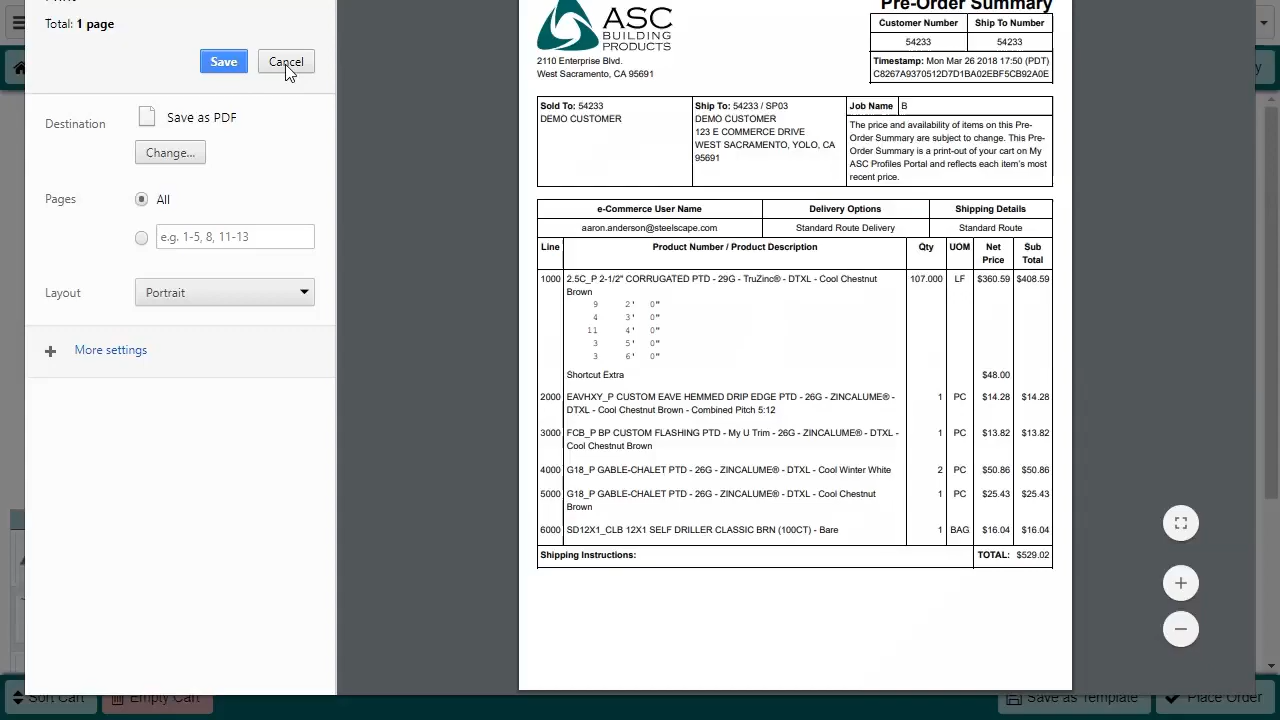 Total: 1 page
Save
Cancel
Destination
Save as PDF
Change...
Pages
All
e.g. 1-5, 8, 11-13
Layout
Portrait
More settings
Pre-Order Summary
ASC
BUILDING
PRODUCTS
2110 Enterprise Blvd.
West Sacramento, CA 95691
Customer Number Ship To Number
54233 54233
Timestamp: Mon Mar 26 2018 17:50 (PDT)
C8267A9370512D7D1BA02EBF5CB92A0E
Sold To: 54233
DEMO CUSTOMER
Ship To: 54233 / SP03
DEMO CUSTOMER
123 E COMMERCE DRIVE
WEST SACRAMENTO, YOLO, CA
95691
Job Name B
The price and availability of items on this Pre-
Order Summary are subject to change. This Pre-
Order Summary is a print-out of your cart on My
ASC Profiles Portal and reflects each item's most
recent price.
e-Commerce User Name Delivery Options Shipping Details
aaron.anderson@steelscape.com Standard Route Delivery Standard Route
Line Product Number / Product Description Qty UOM Net Price Sub Total
1000 2.5C_P 2-1/2" CORRUGATED PTD - 29G - TruZinc® - DTXL - Cool Chestnut 107.000 LF $360.59 $408.59
Brown
9 2' 0"
4 3' 0"
11 4' 0"
3 5' 0"
3 6' 0"
Shortcut Extra $48.00
2000 EAVHXY_P CUSTOM EAVE HEMMED DRIP EDGE PTD - 26G - ZINCALUME® - 1 PC $14.28 $14.28
DTXL - Cool Chestnut Brown - Combined Pitch 5:12
3000 FCB_P BP CUSTOM FLASHING PTD - My U Trim - 26G - ZINCALUME® - DTXL - 1 PC $13.82 $13.82
Cool Chestnut Brown
4000 G18_P GABLE-CHALET PTD - 26G - ZINCALUME® - DTXL - Cool Winter White 2 PC $50.86 $50.86
5000 G18_P GABLE-CHALET PTD - 26G - ZINCALUME® - DTXL - Cool Chestnut 1 PC $25.43 $25.43
Brown
6000 SD12X1_CLB 12X1 SELF DRILLER CLASSIC BRN (100CT) - Bare 1 BAG $16.04 $16.04
Shipping Instructions: TOTAL: $529.02
Sort Cart
Empty Cart
Save as Template
Place Order